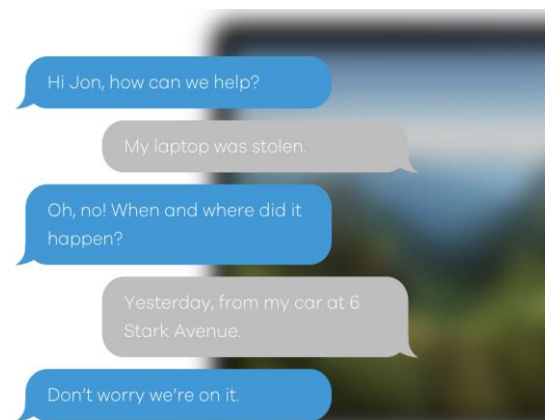 Hi Jon, how can we help?
My laptop was stolen.
Oh, no! When and where did it
happen?
Yesterday, from my car at 6
Stark Avenue.
Don't worry we're on it.